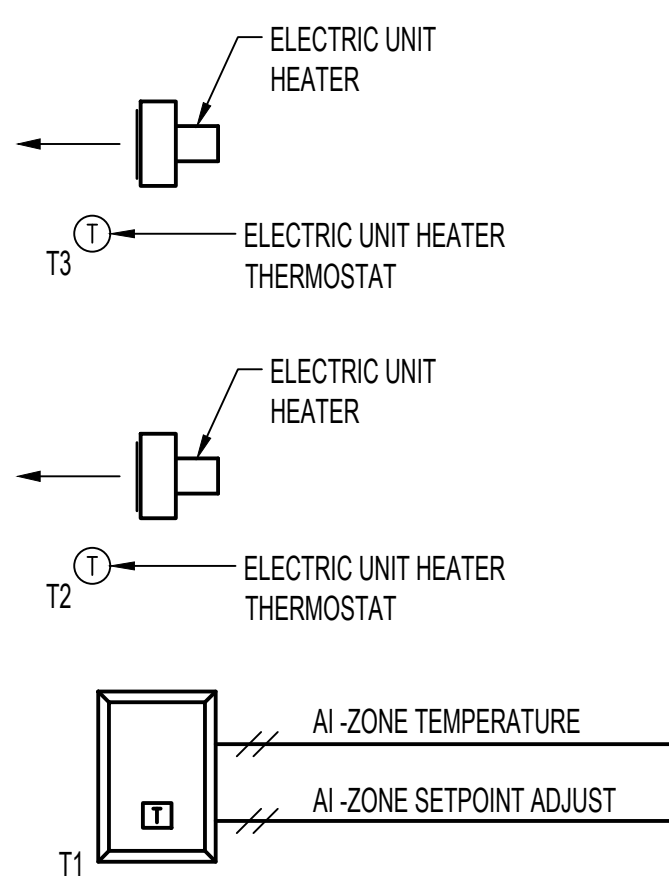 ELECTRIC UNIT
HEATER
T
T3
ELECTRIC UNIT HEATER
THERMOSTAT
ELECTRIC UNIT
HEATER
T
T2
ELECTRIC UNIT HEATER
THERMOSTAT
AI -ZONE TEMPERATURE
T
AI -ZONE SETPOINT ADJUST
T1